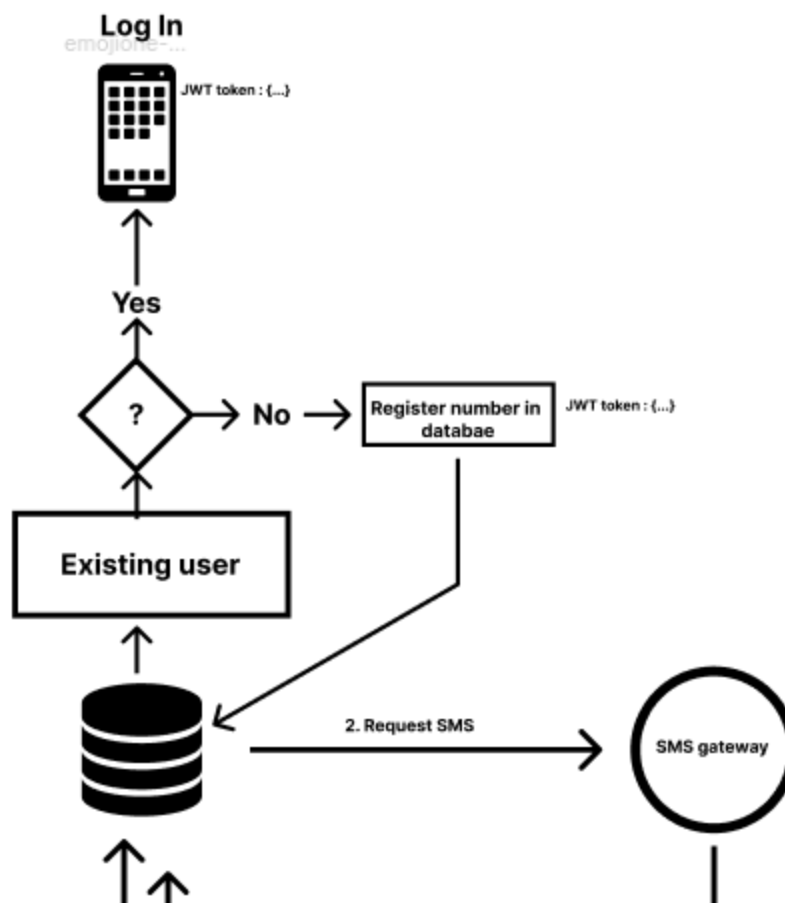 Log In
emojione-...
JWT token : {...}
Yes
?
No
Register number in
databae
JWT token : {...}
Existing user
2. Request SMS
SMS gateway